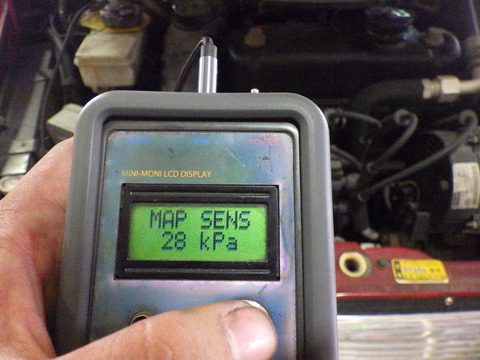 MINI-MONI LCD DISPLAY
MAP SENS
28 kPa